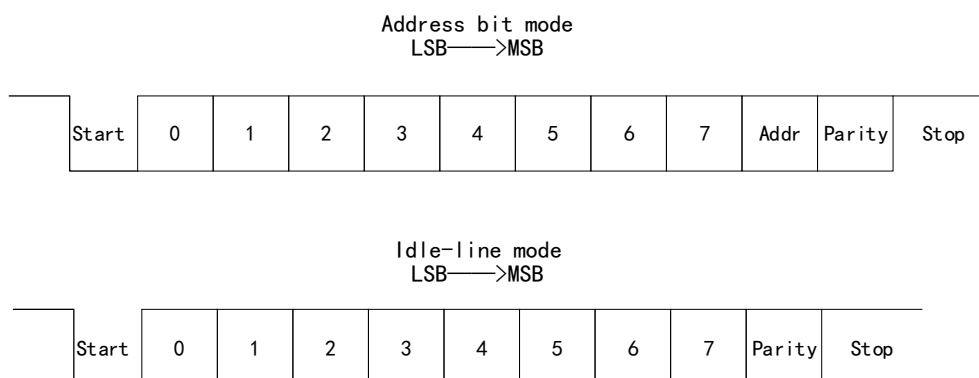 Address bit mode
LSB——>MSB
Start 0 1 2 3 4 5 6 7 Addr Parity Stop
Idle-line mode
LSB——>MSB
Start 0 1 2 3 4 5 6 7 Parity Stop